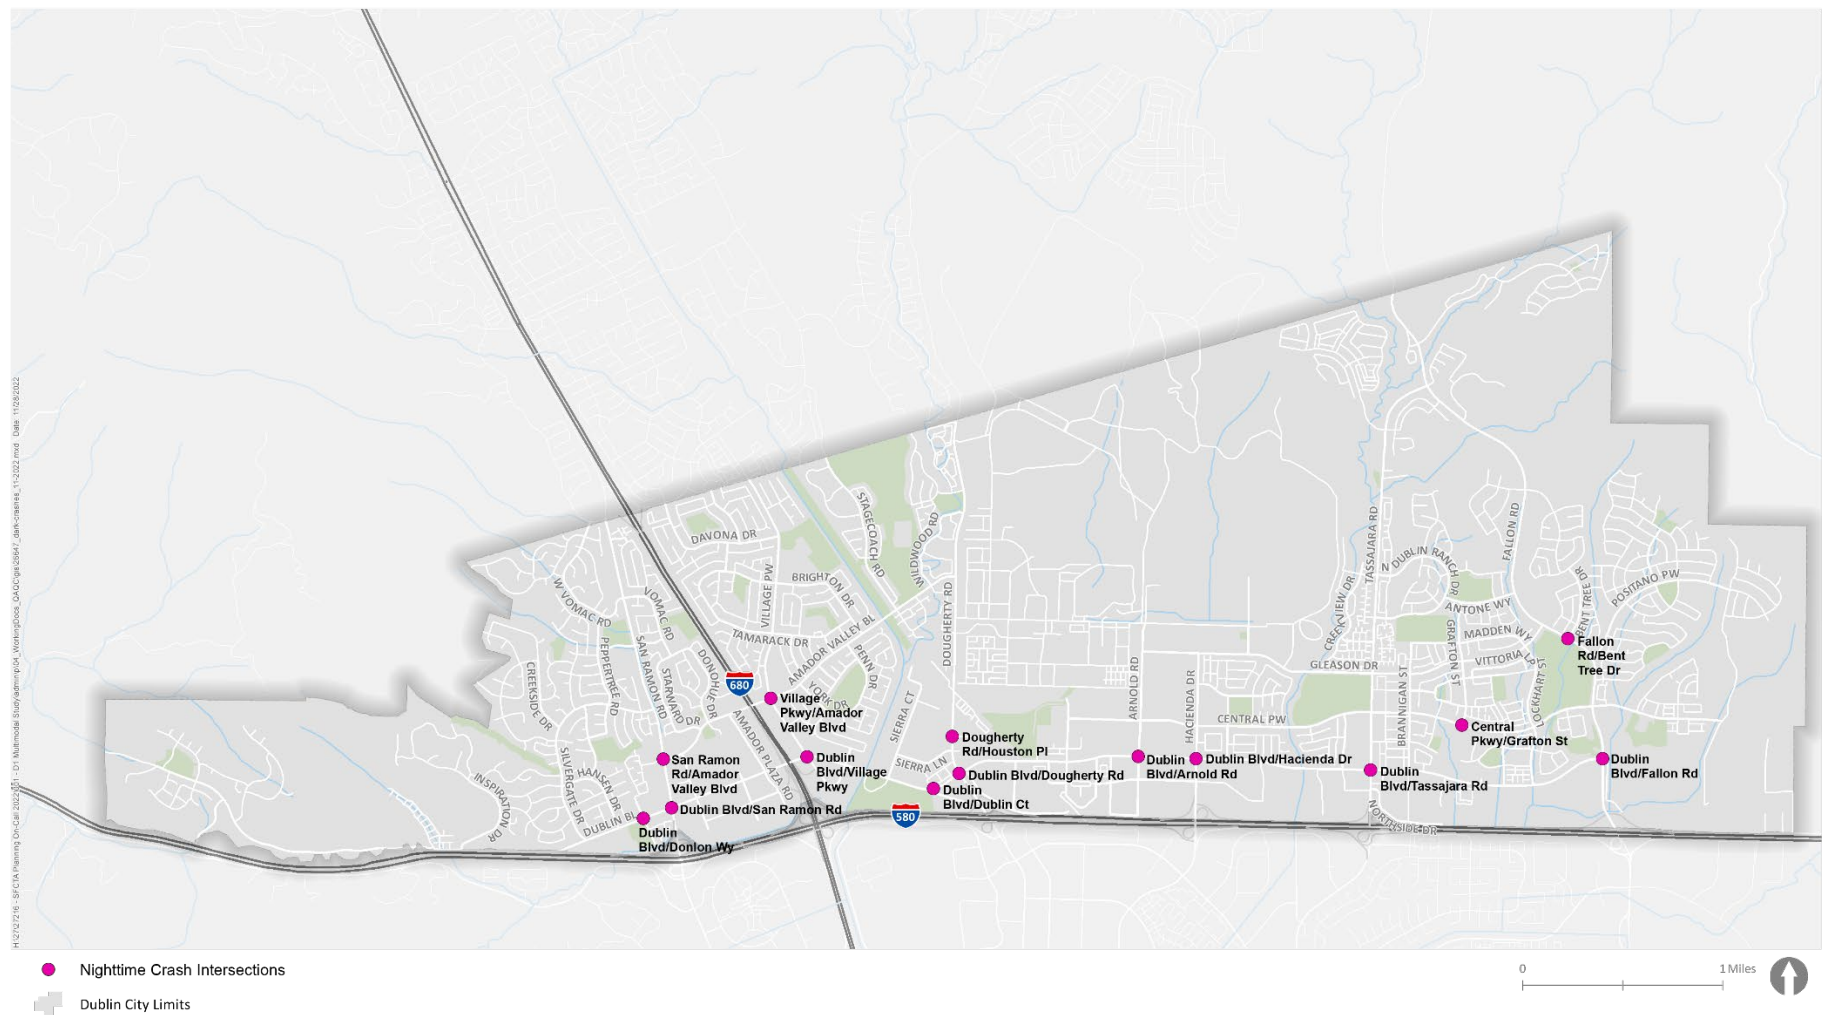 DAVONA DR
STAGECOACH RD
WILDWOOD RD
TASSAJARA RD
FALLON RD
N DUBLIN RANCH DR
BRIGHTON DR
VILLAGE PW
W VOMAC RD
VOMAC RD
DOUGHERTY RD
CREEKVIEW DR
BENT TREE DR
POSITANO PW
ANTONE WY
TAMARACK DR
AMADOR VALLEY BL
PENN DR
PEPPERTREE RD
SAN RAMON RD
MADDEN WY
GRAFTON ST
Fallon
Rd/Bent
Tree Dr
DONOHUE DR
STARWARD DR
CREEKSIDE DR
680
YORK DR
SIERRA CT
ARNOLD RD
HACIENDA DR
GLEASON DR
BRANNIGAN ST
VITTORIA LP
LOCKHART ST
Village
Pkwy/Amador
Valley Blvd
AMADOR PLAZA RD
CENTRAL PW
Central
Pkwy/Grafton St
Dougherty
Rd/Houston Pl
San Ramon
Rd/Amador
Valley Blvd
Dublin
Blvd/Village
Pkwy
SIERRA LN
Dublin Blvd/Dougherty Rd
Dublin
Blvd/Arnold Rd
Dublin Blvd/Hacienda Dr
Dublin
Blvd/Tassajara Rd
Dublin
Blvd/Fallon Rd
INSPIRATION DR
SILVERGATE DR
HANSEN DR
DUBLIN BL
Dublin Blvd/San Ramon Rd
Dublin
Blvd/Dublin Ct
580
NORTHSIDE DR
Dublin
Blvd/Donlon Wy
Nighttime Crash Intersections
Dublin City Limits
0 1 Miles